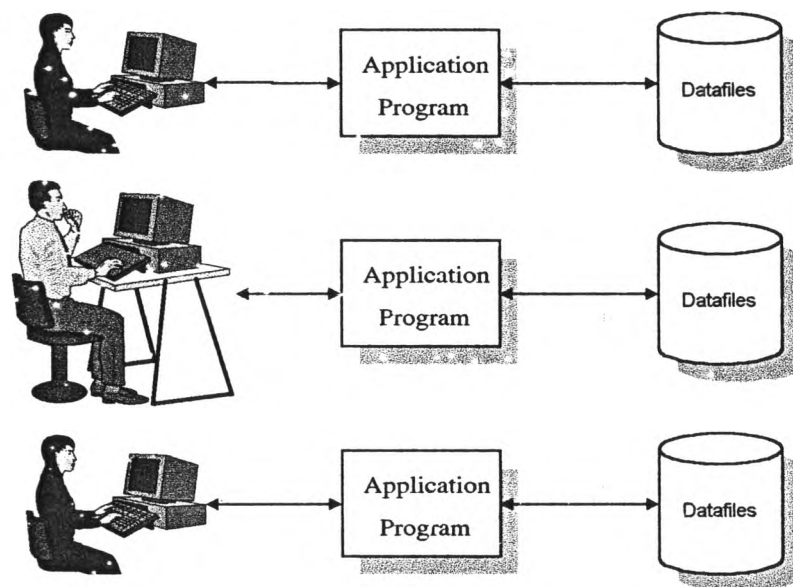 Application
Program
Datafiles
Application
Program
Datafiles
Application
Program
Datafiles